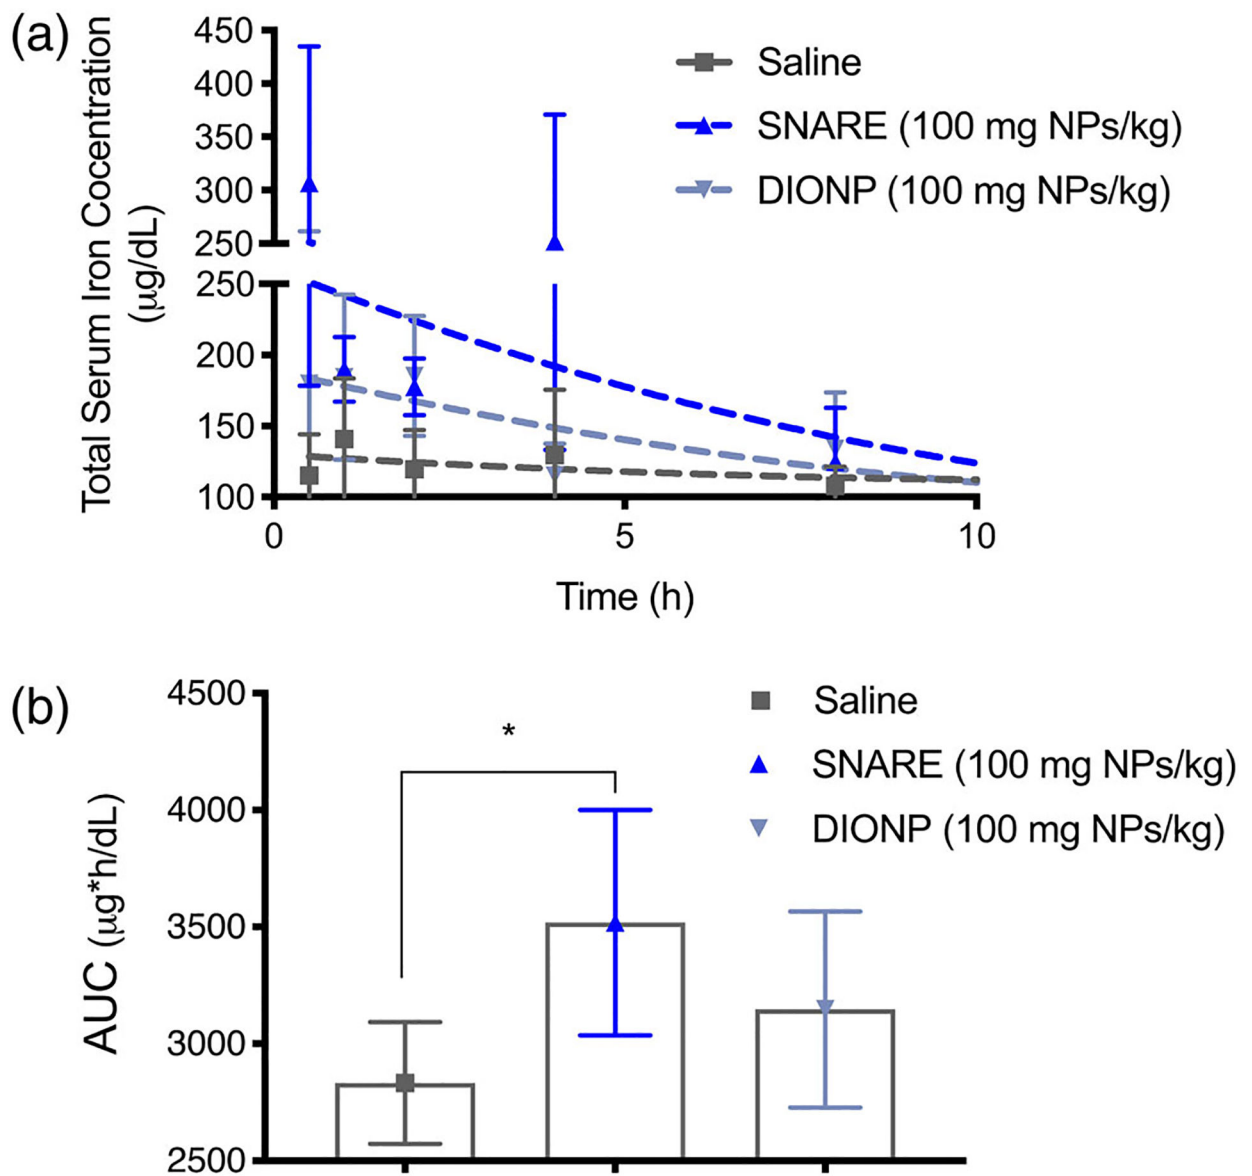 (a)
Total Serum Iron Cocentration
(μg/dL)
450
400
350
300
250
250
200
150
100
0
5
10
Time (h)
Saline
SNARE (100 mg NPs/kg)
DIONP (100 mg NPs/kg)
(b)
AUC (μg*h/dL)
4500
4000
3500
3000
2500
*
Saline
SNARE (100 mg NPs/kg)
DIONP (100 mg NPs/kg)